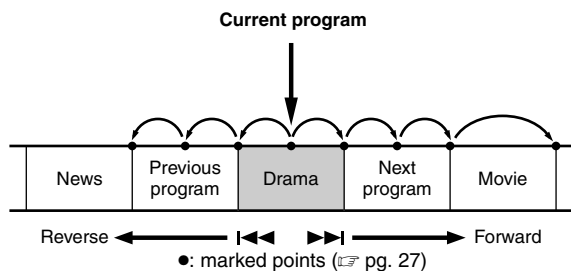 Current program
News
Previous
program
Drama
Next
program
Movie
Reverse
Forward
●: marked points (☞ pg. 27)